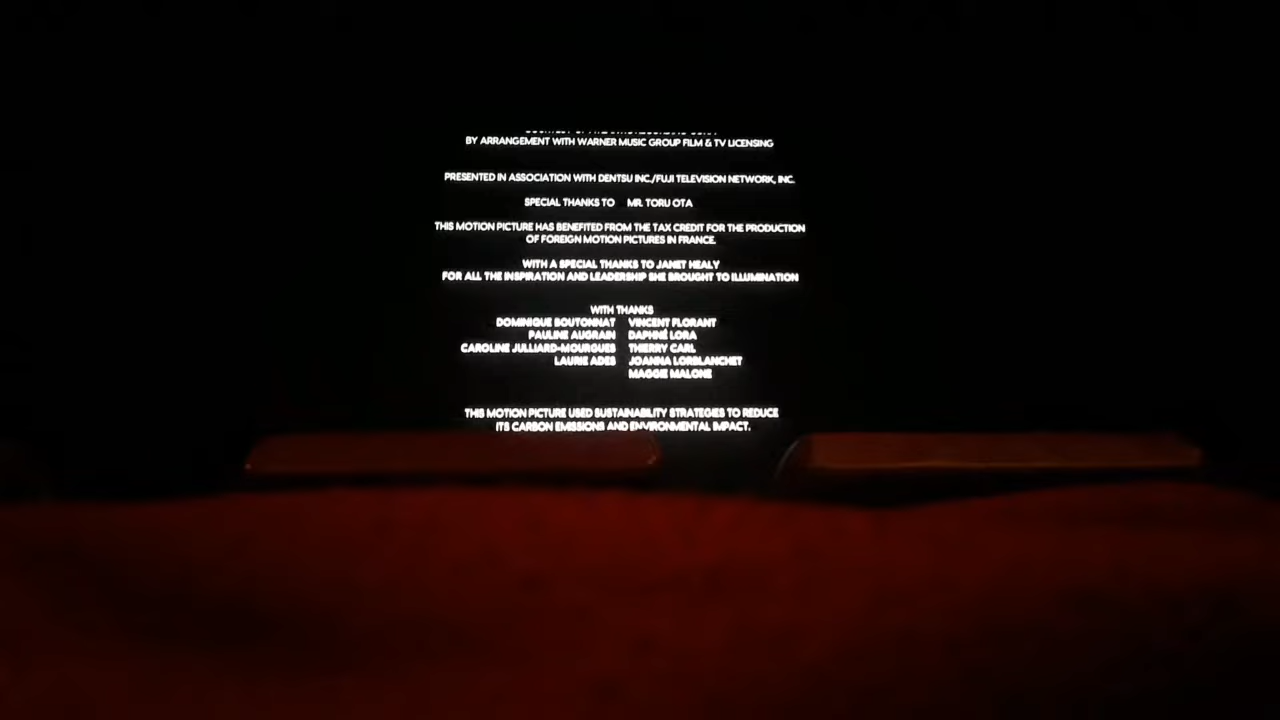 BY ARRANGEMENT WITH WARNER MUSIC GROUP FILM & TV LICENSING
PRESENTED IN ASSOCIATION WITH DENTSU INC./FUJI TELEVISION NETWORK, INC.
SPECIAL THANKS TO MR. TORU OTA
THIS MOTION PICTURE HAS BENEFITED FROM THE TAX CREDIT FOR THE PRODUCTION
OF FOREIGN MOTION PICTURES IN FRANCE.
WITH A SPECIAL THANKS TO JANET HEALY
FOR ALL THE INSPIRATION AND LEADERSHIP SHE BROUGHT TO ILLUMINATION
WITH THANKS
DOMINIQUE BOUTONNAT VINCENT FLORANT
PAULINE AUGRAIN DAPHNÉ LORA
CAROLINE JULLIARD-MOURGUES THIERRY CARL
LAURIE ADES JOANNA LORBLANCHET
MAGGIE MALONE
THIS MOTION PICTURE USED SUSTAINABILITY STRATEGIES TO REDUCE
ITS CARBON EMISSIONS AND ENVIRONMENTAL IMPACT.